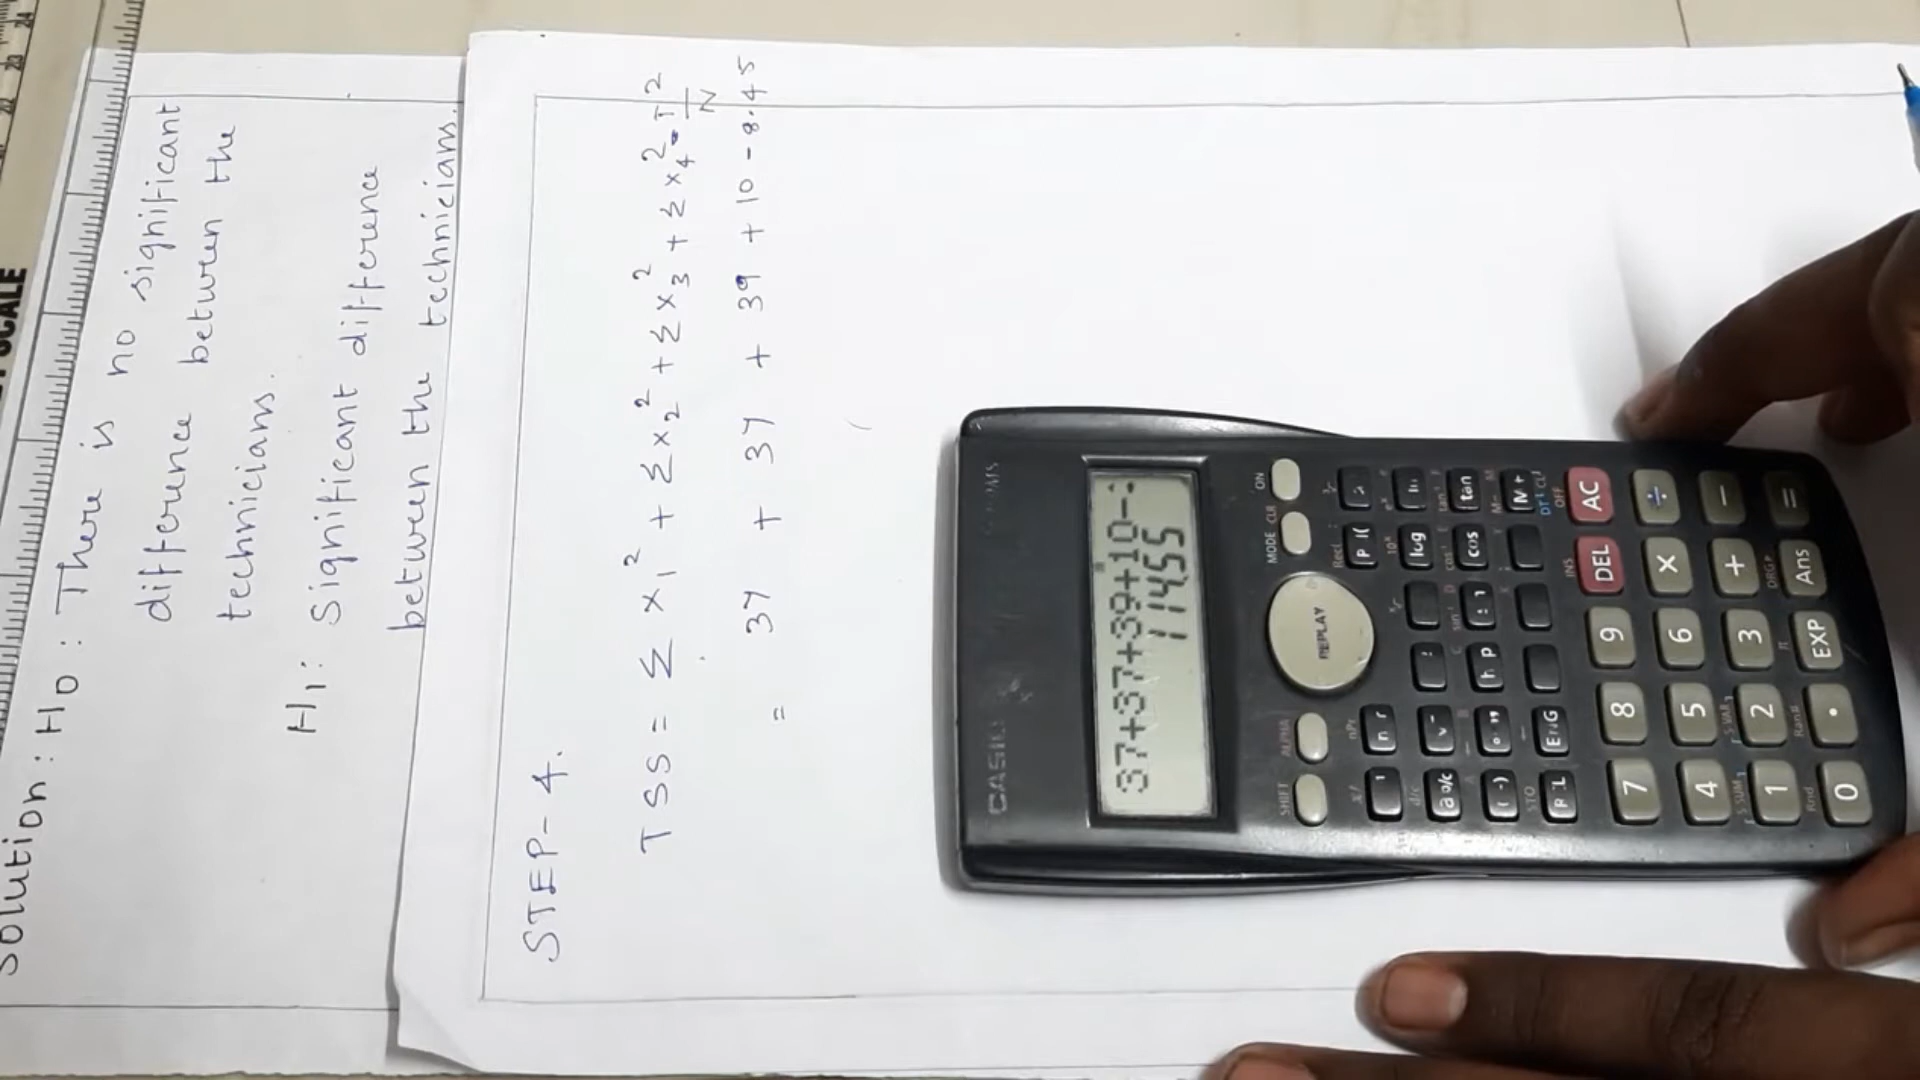 Solution: H0: There is no significant
difference between the
technicians.
H1: Significant difference
between the technicians.
STEP-4.
TSS = Σx₁² + Σx₂² + Σx₃² + Σx₄² - T²/N
= 37 + 37 + 39 + 10 - 8.45
CASIO
37+37+39+10-
114.55
SHIFT
ALPHA
REPLAY
MODE CLR
ON
log
ln
cos
tan
(-)
ENG
7 8 9 DEL AC
4 5 6 × ÷
1 2 3 + -
0 . EXP Ans =